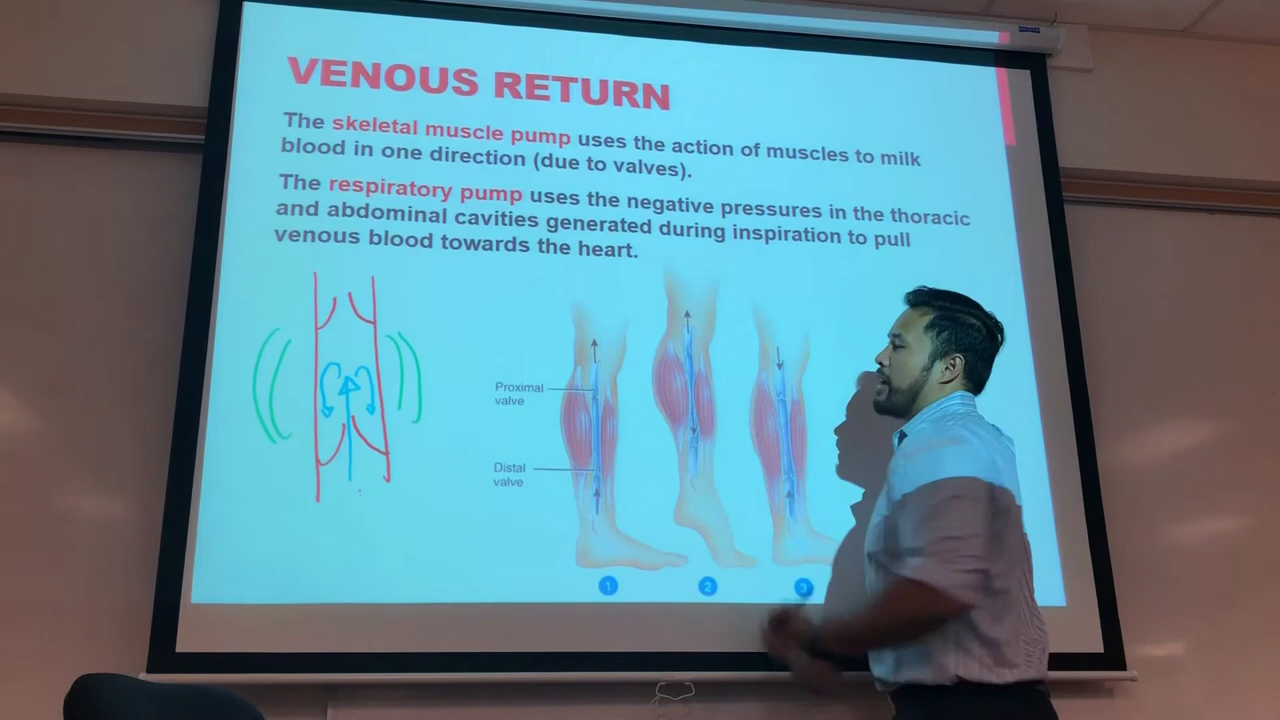 VENOUS RETURN
The skeletal muscle pump uses the action of muscles to milk
blood in one direction (due to valves).
The respiratory pump uses the negative pressures in the thoracic
and abdominal cavities generated during inspiration to pull
venous blood towards the heart.
Proximal
valve
Distal
valve
1 2 3